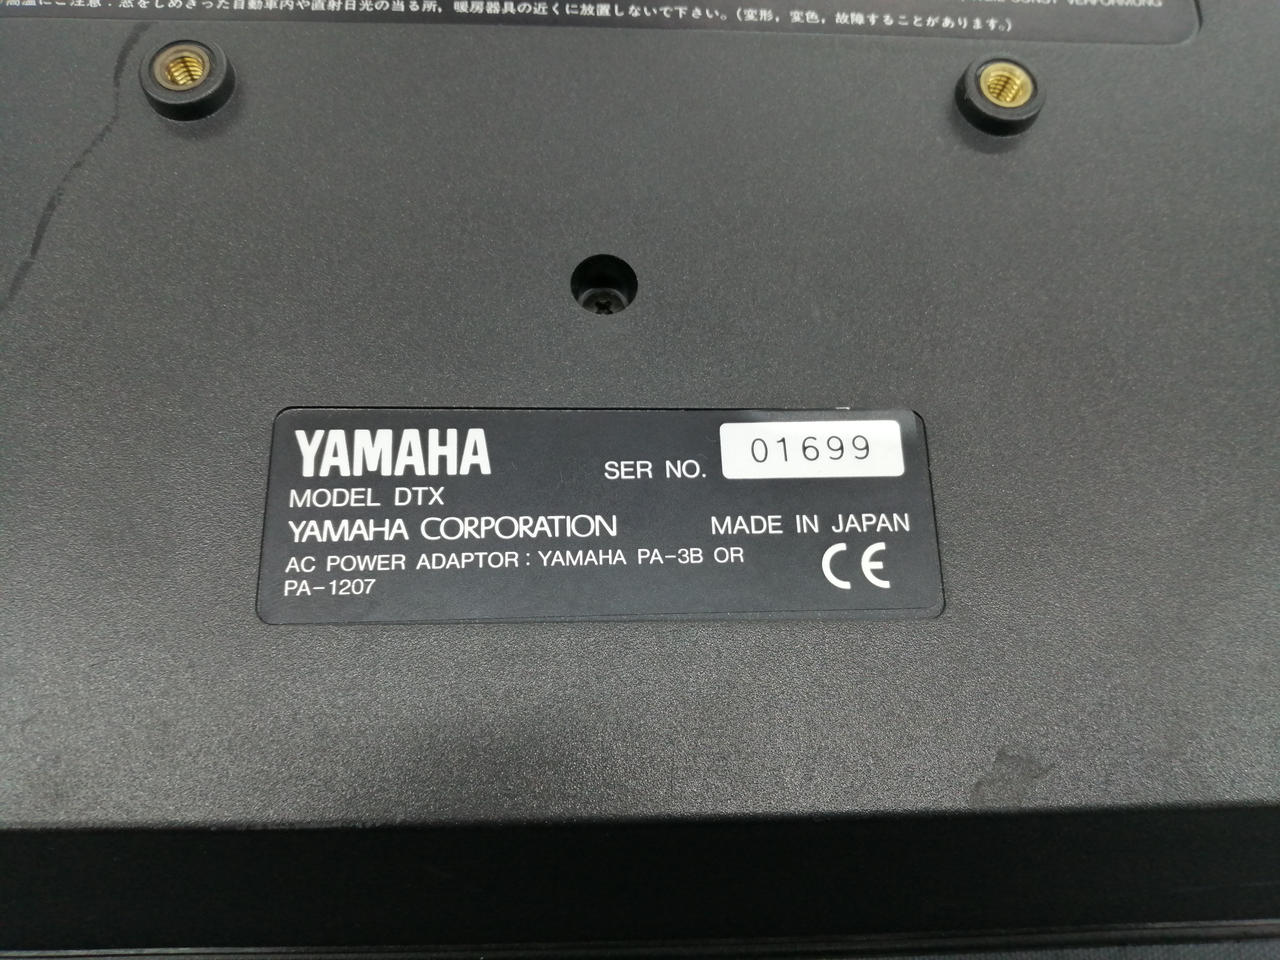 高温にご注意：窓をしめきった自動車内や直射日光の当る所，暖房器具の近くに放置しないで下さい。（変形，変色，故障することがあります。）
YAMAHA
SER NO. 01699
MODEL DTX
YAMAHA CORPORATION
MADE IN JAPAN
AC POWER ADAPTOR : YAMAHA PA-3B OR
PA-1207
CE